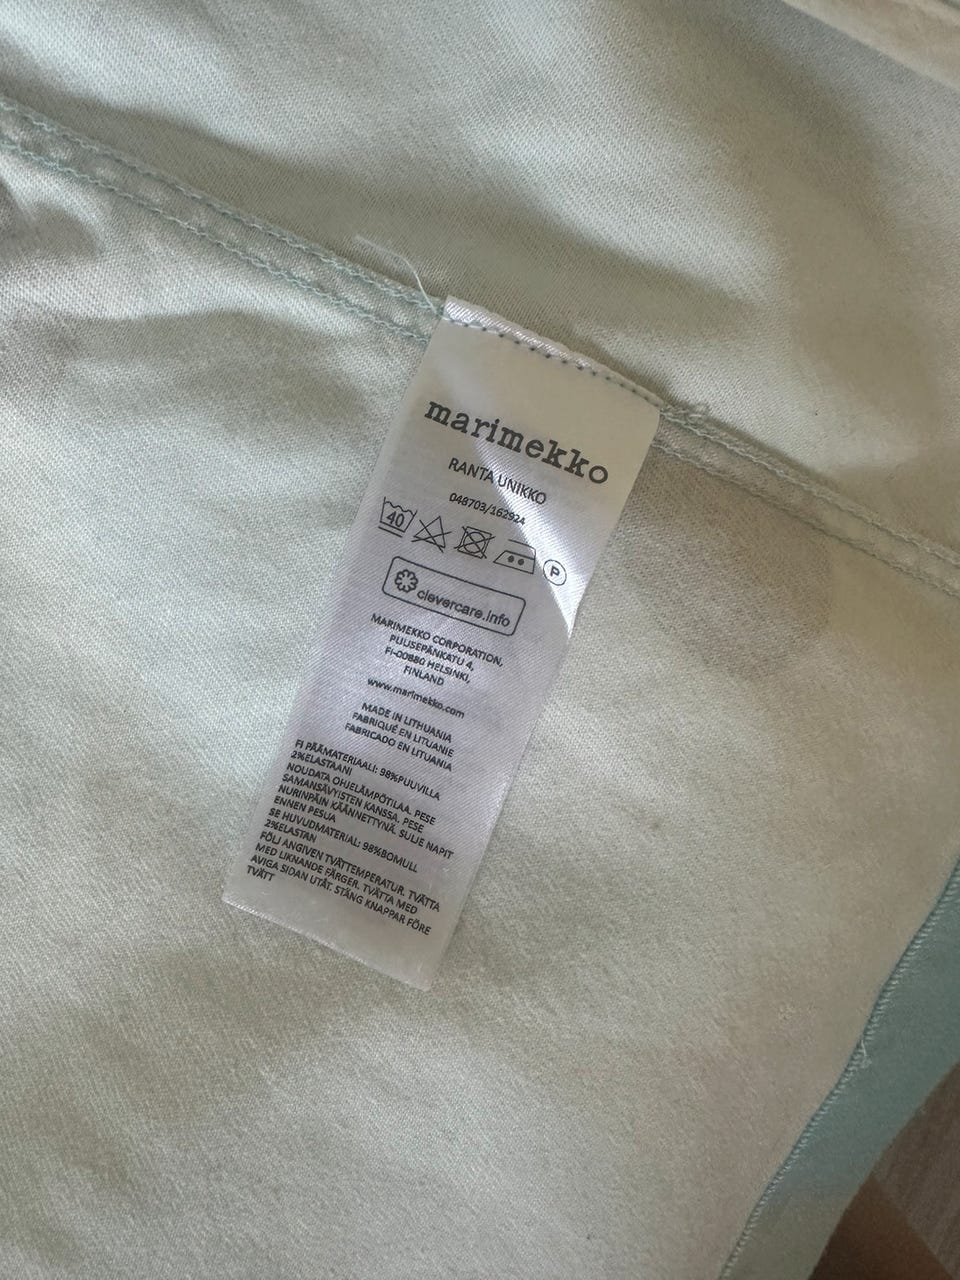 marimekko
RANTA UNIKKO
048703/162924
40
P
clevercare.info
MARIMEKKO CORPORATION,
PUUSEPÄNKATU 4,
FI-00880 HELSINKI,
FINLAND
www.marimekko.com
MADE IN LITHUANIA
FABRIQUÉ EN LITUANIE
FABRICADO EN LITUANIA
FI PÄÄMATERIAALI: 98%PUUVILLA
2%ELASTAANI
NOUDATA OHJELÄMPÖTILAA. PESE
SAMANSÄVYISTEN KANSSA. PESE
NURINPÄIN KÄÄNNETTYNÄ. SULJE NAPIT
ENNEN PESUA
SE HUVUDMATERIAL: 98%BOMULL
2%ELASTAN
FÖLJ ANGIVEN TVÄTTEMPERATUR. TVÄTTA
MED LIKNANDE FÄRGER. TVÄTTA MED
AVIGA SIDAN UTÅT. STÄNG KNAPPAR FÖRE
TVÄTT